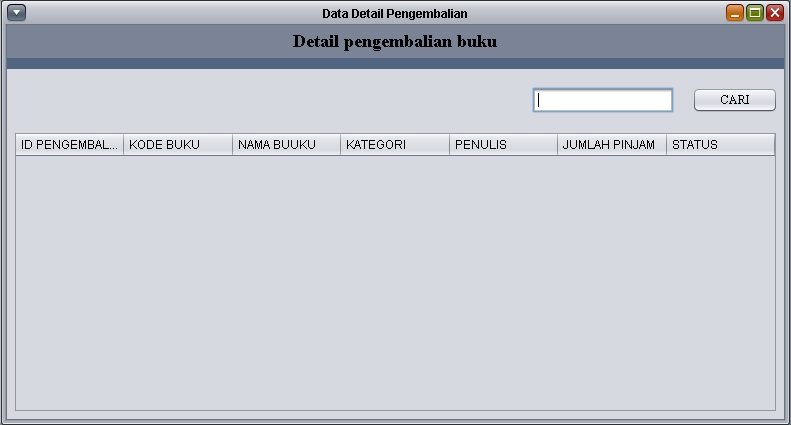 Data Detail Pengembalian
Detail pengembalian buku
CARI
ID PENGEMBAL... KODE BUKU NAMA BUUKU KATEGORI PENULIS JUMLAH PINJAM STATUS